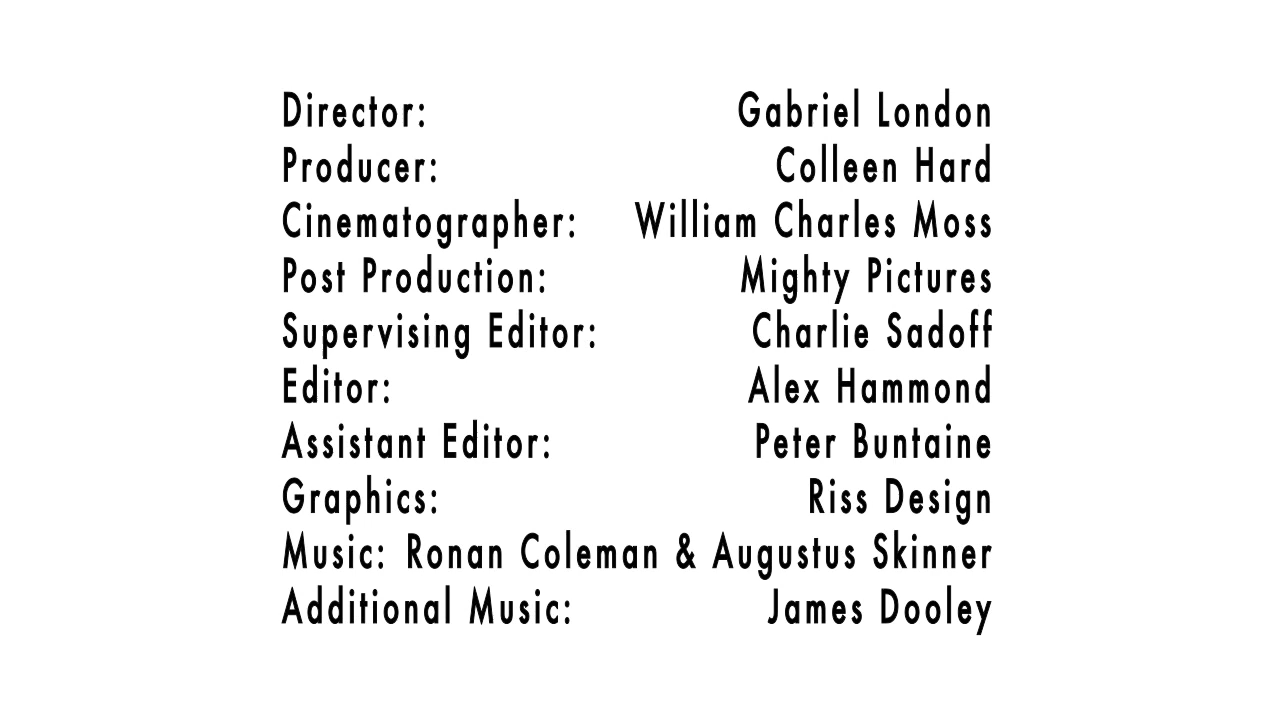 Director: Gabriel London
Producer: Colleen Hard
Cinematographer: William Charles Moss
Post Production: Mighty Pictures
Supervising Editor: Charlie Sadoff
Editor: Alex Hammond
Assistant Editor: Peter Buntaine
Graphics: Riss Design
Music: Ronan Coleman & Augustus Skinner
Additional Music: James Dooley